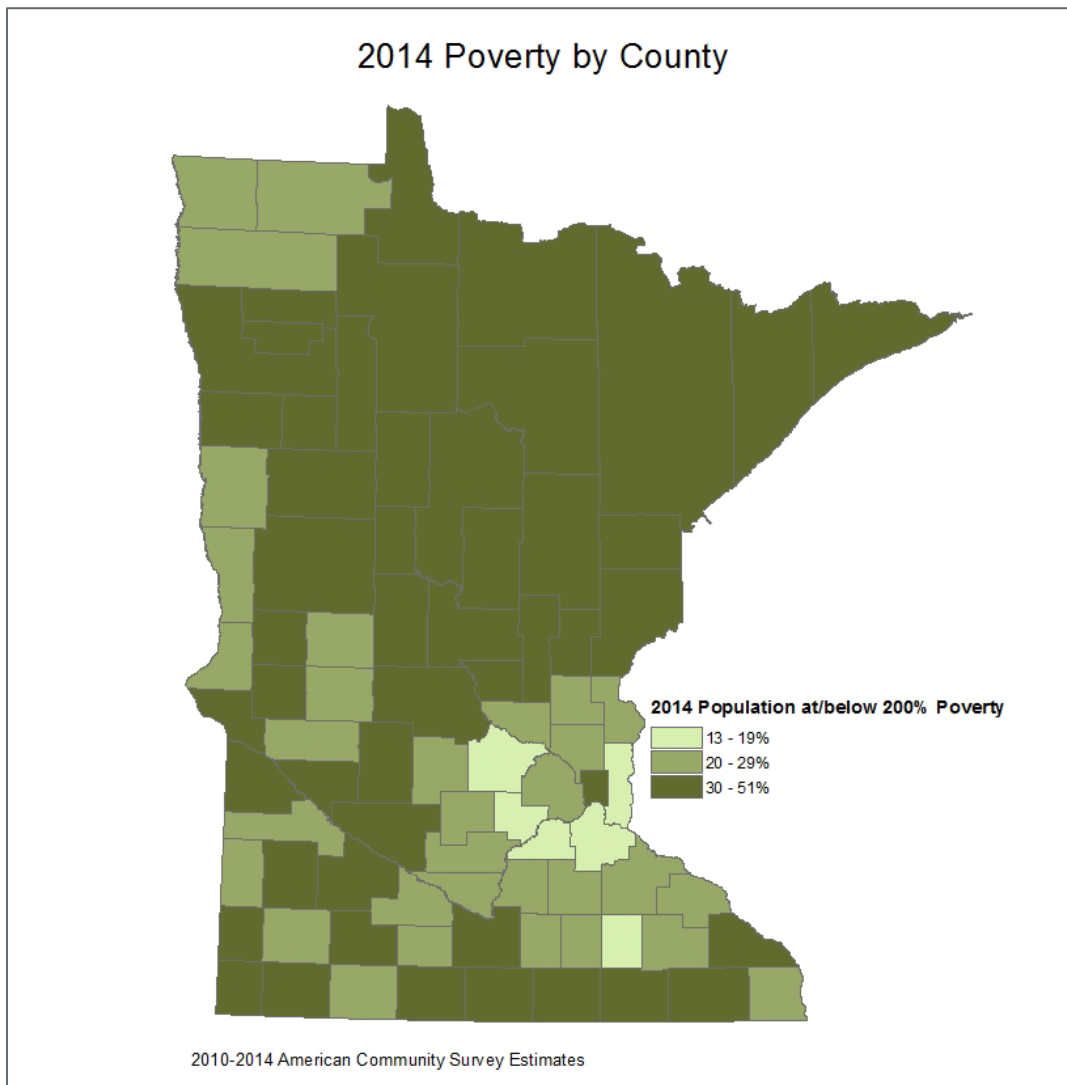 2014 Poverty by County
2014 Population at/below 200% Poverty
13 - 19%
20 - 29%
30 - 51%
2010-2014 American Community Survey Estimates